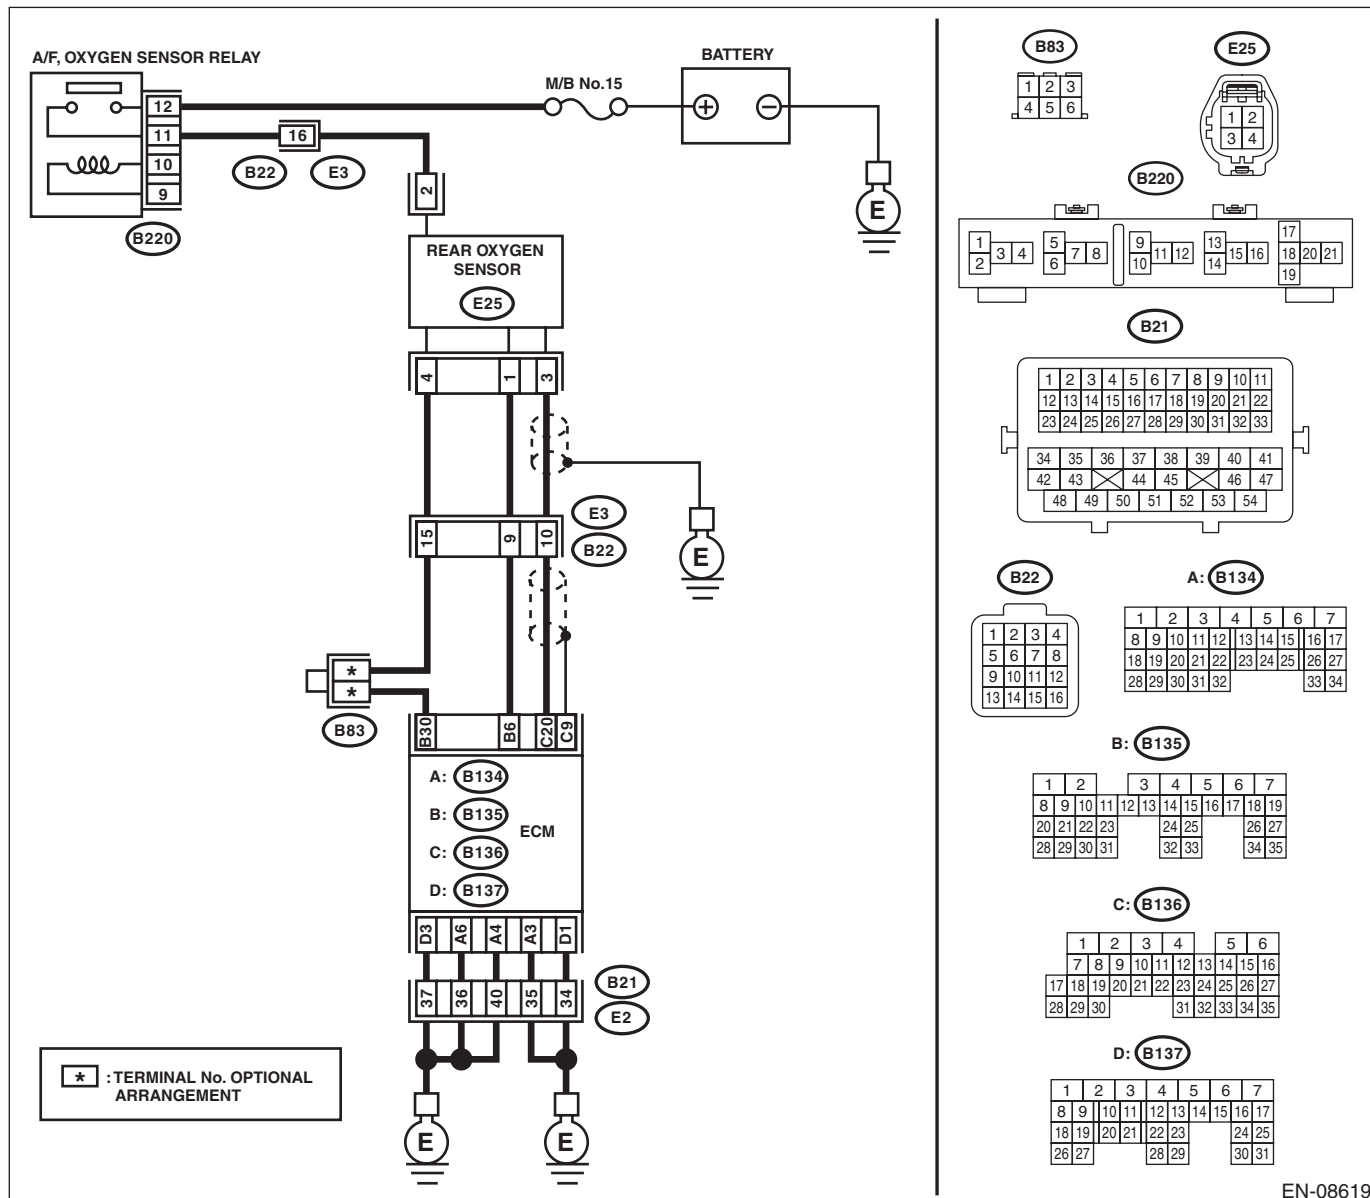 A/F, OXYGEN SENSOR RELAY
BATTERY
M/B No.15
12
11
10
9
16
B22
E3
B220
2
E
REAR OXYGEN
SENSOR
E25
4 1 3
E3
B22
15 9 10
E
*
*
B83
B30 B6 C20 C9
A: B134
B: B135
C: B136
D: B137
ECM
D3 A6 A4 A3 D1
37 36 40 35 34
B21
E2
* : TERMINAL No. OPTIONAL
ARRANGEMENT
E E
B83
1 2 3
4 5 6
E25
1 2
3 4
B220
1 2 3 4
5 6 7 8
9 10 11 12
13 14 15 16
17 18 19 20 21
B21
1 2 3 4 5 6 7 8 9 10 11
12 13 14 15 16 17 18 19 20 21 22
23 24 25 26 27 28 29 30 31 32 33
34 35 36 37 38 39 40 41
42 43 44 45 46 47
48 49 50 51 52 53 54
B22
1 2 3 4
5 6 7 8
9 10 11 12
13 14 15 16
A: B134
1 2 3 4 5 6 7
8 9 10 11 12 13 14 15 16 17
18 19 20 21 22 23 24 25 26 27
28 29 30 31 32 33 34
B: B135
1 2 3 4 5 6 7
8 9 10 11 12 13 14 15 16 17 18 19
20 21 22 23 24 25 26 27
28 29 30 31 32 33 34 35
C: B136
1 2 3 4 5 6
7 8 9 10 11 12 13 14 15 16
17 18 19 20 21 22 23 24 25 26 27
28 29 30 31 32 33 34 35
D: B137
1 2 3 4 5 6 7
8 9 10 11 12 13 14 15 16 17
18 19 20 21 22 23 24 25
26 27 28 29 30 31
EN-08619